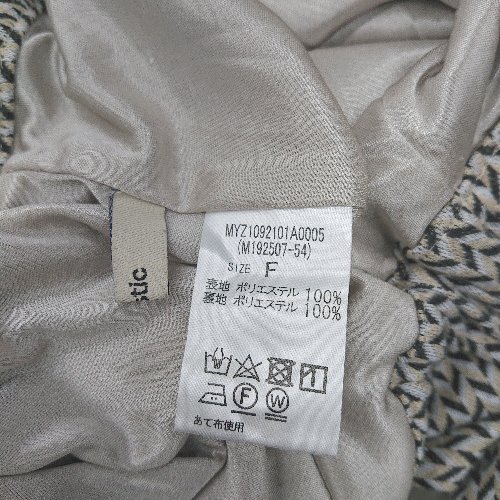 MYZ1092101A0005
(M192507-54)
SIZE F
表地 ポリエステル 100%
裏地 ポリエステル 100%
F W
あて布使用
stic